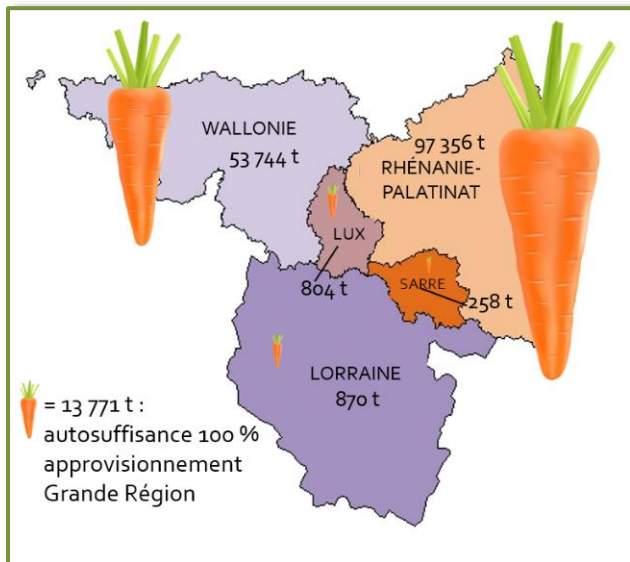 WALLONIE
53 744 t
97 356 t
RHÉNANIE-
PALATINAT
LUX
804 t
SARRE
258 t
LORRAINE
870 t
= 13 771 t :
autosuffisance 100 %
approvisionnement
Grande Région